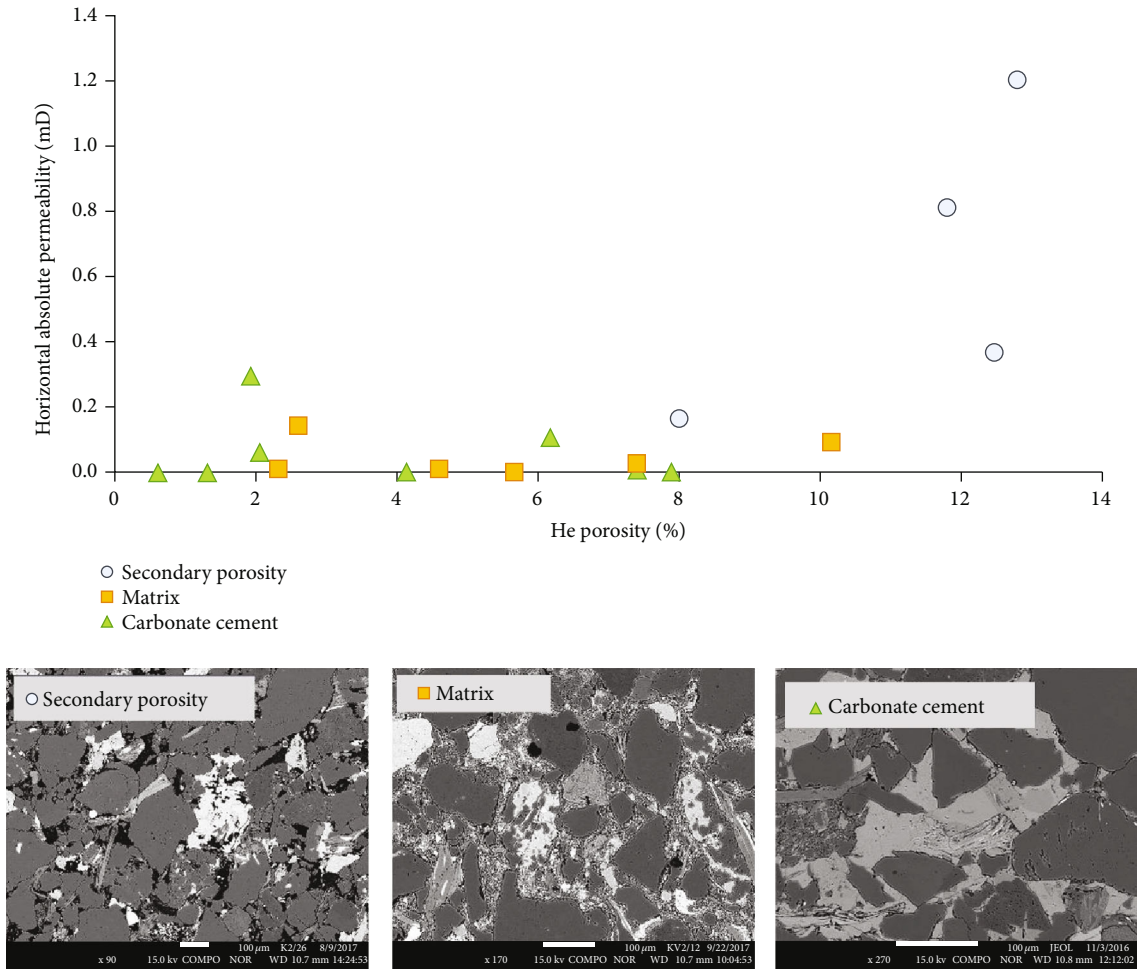 1.4
1.2
1.0
0.8
0.6
0.4
0.2
0.0
Horizontal absolute permeability (mD)
0 2 4 6 8 10 12 14
He porosity (%)
Secondary porosity
Matrix
Carbonate cement
Secondary porosity
100 μm K2/26 8/9/2017
x 90 15.0 kv COMPO NOR WD 10.7 mm 14:24:53
Matrix
100 μm KV2/12 9/22/2017
x 170 15.0 kv COMPO NOR WD 10.7 mm 10:04:53
Carbonate cement
100 μm JEOL 11/3/2016
x 270 15.0 kv COMPO NOR WD 10.8 mm 12:12:02